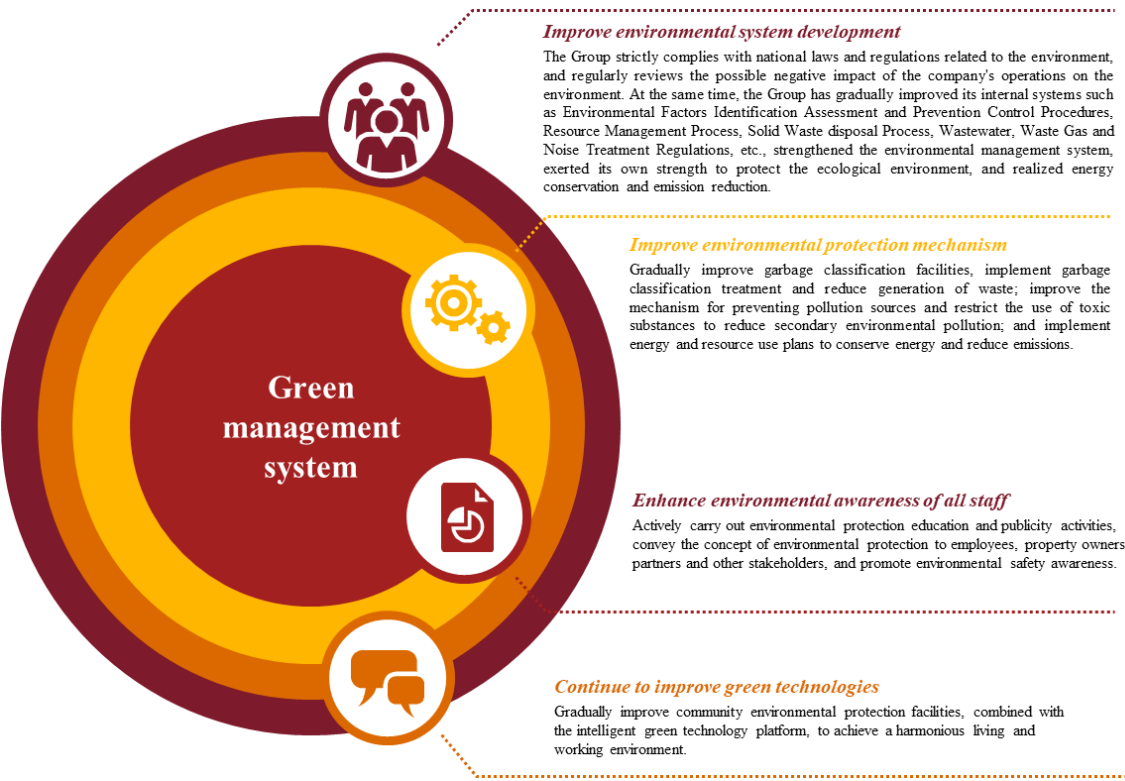 Improve environmental system development
The Group strictly complies with national laws and regulations related to the environment,
and regularly reviews the possible negative impact of the company's operations on the
environment. At the same time, the Group has gradually improved its internal systems such
as Environmental Factors Identification Assessment and Prevention Control Procedures,
Resource Management Process, Solid Waste disposal Process, Wastewater, Waste Gas and
Noise Treatment Regulations, etc., strengthened the environmental management system,
exerted its own strength to protect the ecological environment, and realized energy
conservation and emission reduction.
Improve environmental protection mechanism
Gradually improve garbage classification facilities, implement garbage
classification treatment and reduce generation of waste; improve the
mechanism for preventing pollution sources and restrict the use of toxic
substances to reduce secondary environmental pollution; and implement
energy and resource use plans to conserve energy and reduce emissions.
Green
management
system
Enhance environmental awareness of all staff
Actively carry out environmental protection education and publicity activities,
convey the concept of environmental protection to employees, property owners
partners and other stakeholders, and promote environmental safety awareness.
Continue to improve green technologies
Gradually improve community environmental protection facilities, combined with
the intelligent green technology platform, to achieve a harmonious living and
working environment.